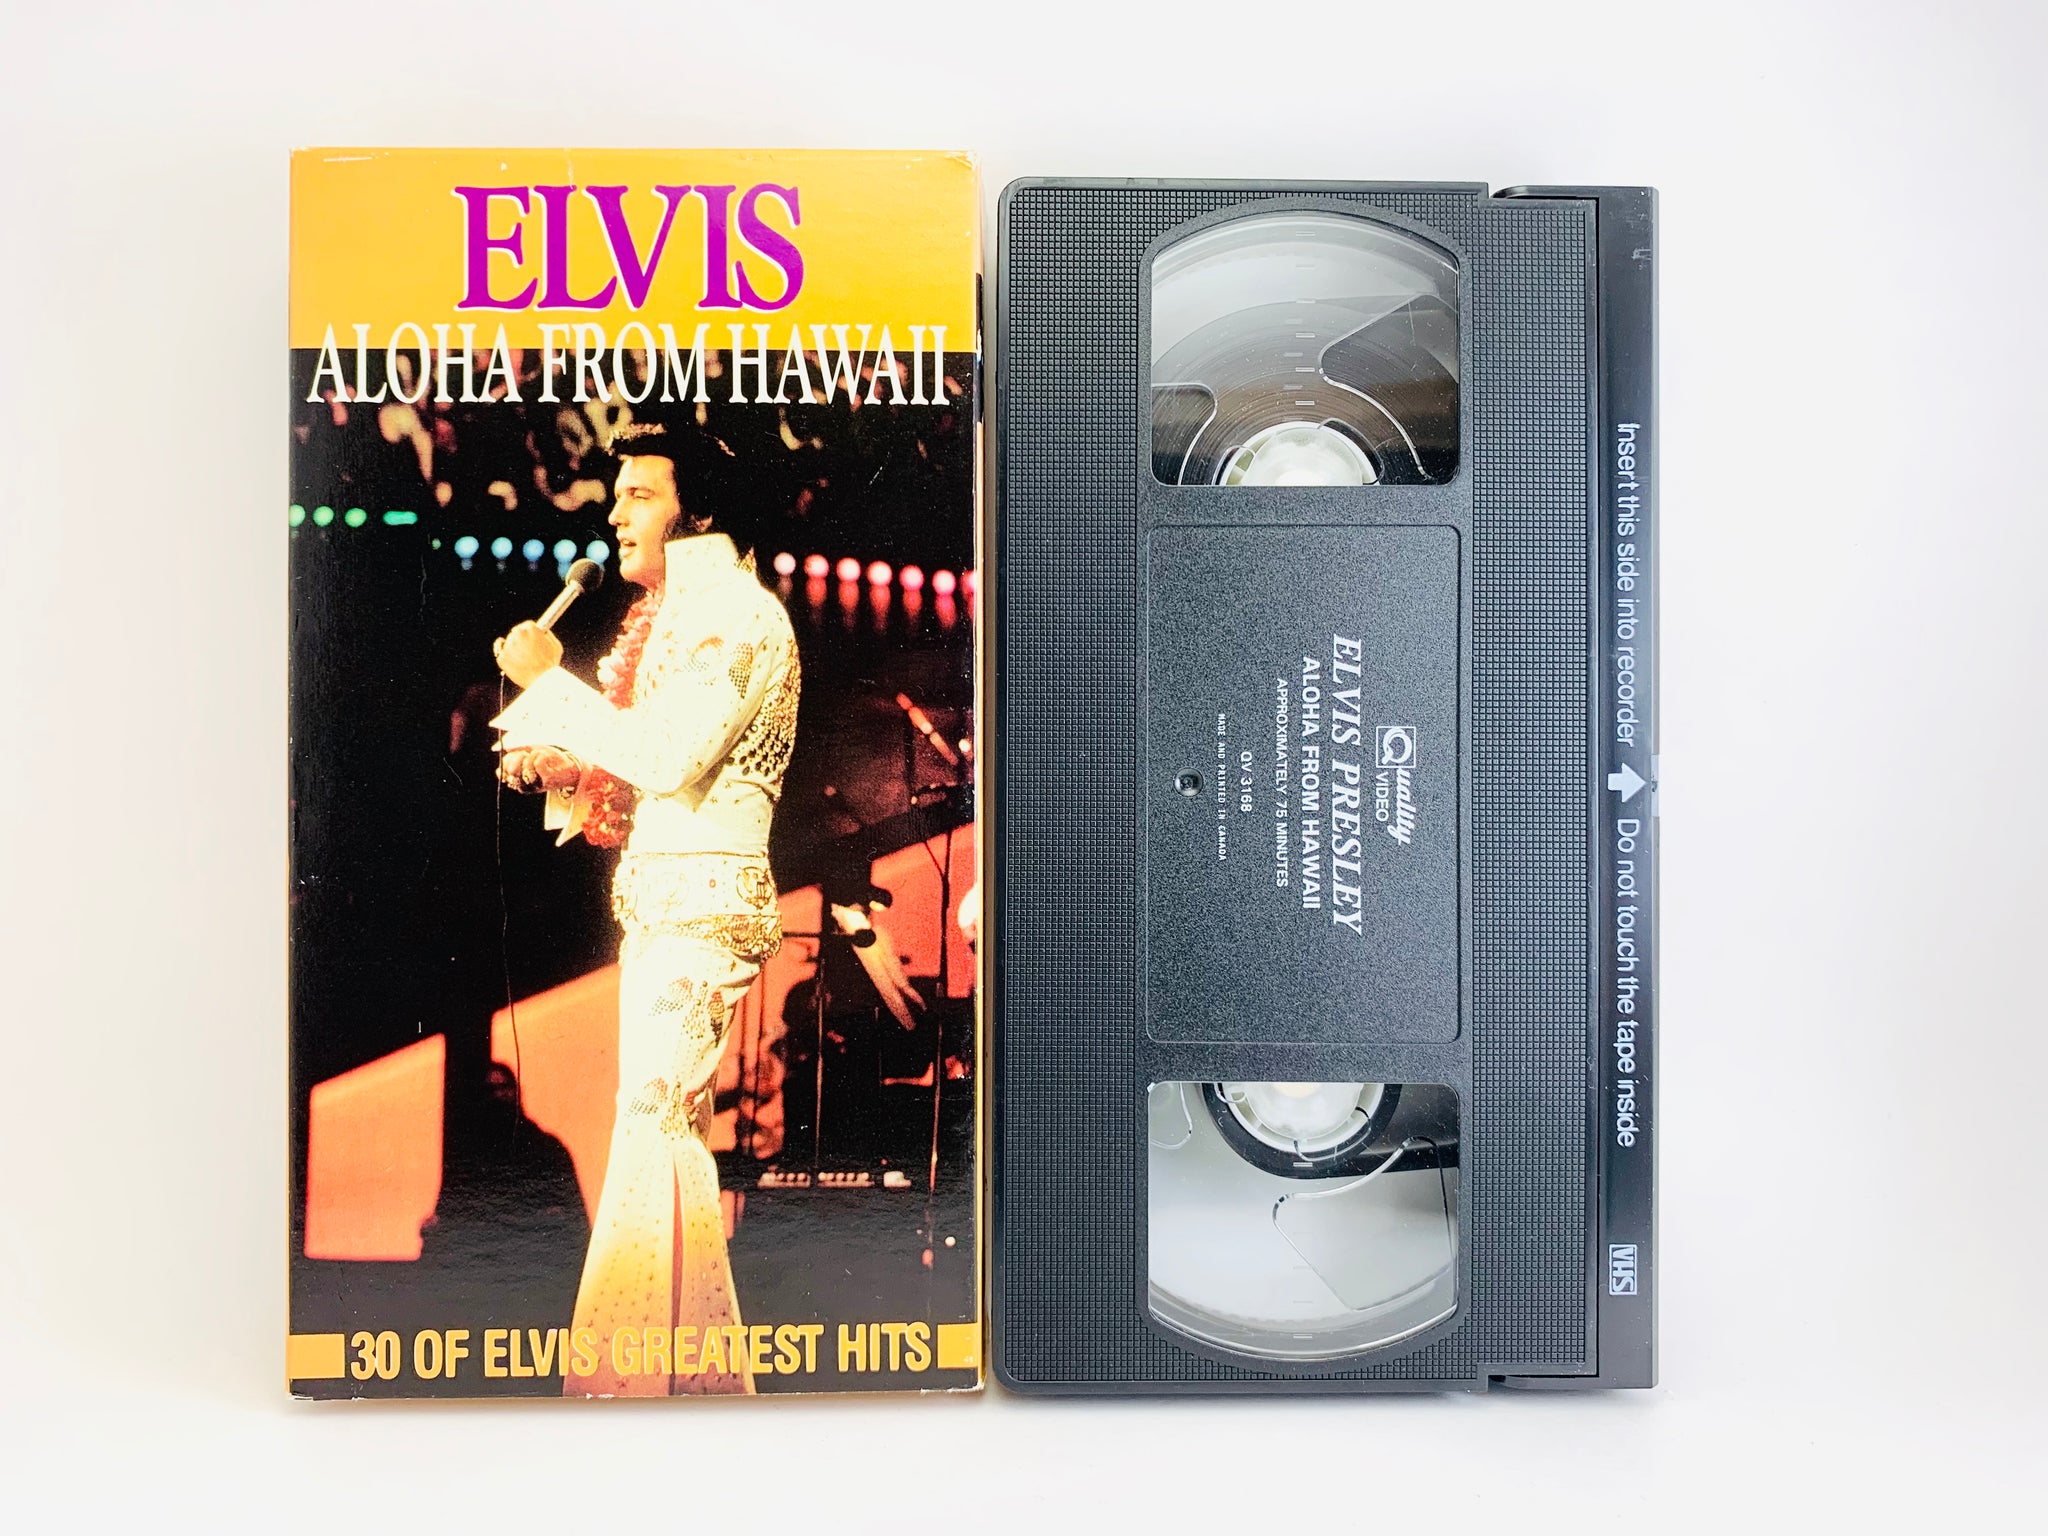 ELVIS
ALOHA FROM HAWAII
30 OF ELVIS GREATEST HITS
Quality
VIDEO
ELVIS PRESLEY
ALOHA FROM HAWAII
APPROXIMATELY 75 MINUTES
QV 3168
MADE AND PRINTED IN CANADA
Insert this side into recorder Do not touch the tape inside
VHS